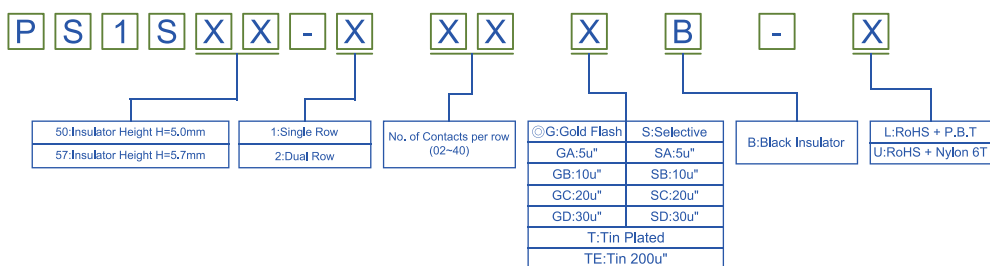 P S 1 S X X - X X X X B - X
50:Insulator Height H=5.0mm
57:Insulator Height H=5.7mm
1:Single Row
2:Dual Row
No. of Contacts per row
(02~40)
◎G:Gold Flash S:Selective
GA:5u" SA:5u"
GB:10u" SB:10u"
GC:20u" SC:20u"
GD:30u" SD:30u"
T:Tin Plated
TE:Tin 200u"
B:Black Insulator
L:RoHS + P.B.T
U:RoHS + Nylon 6T